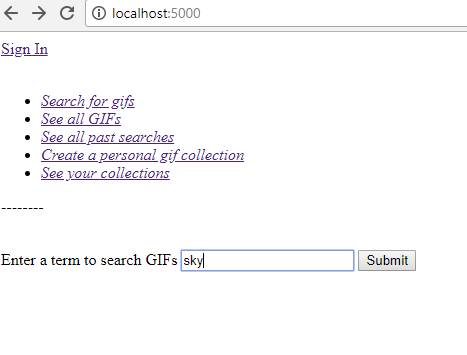 localhost:5000
Sign In
Search for gifs
See all GIFs
See all past searches
Create a personal gif collection
See your collections
--------
Enter a term to search GIFs sky Submit